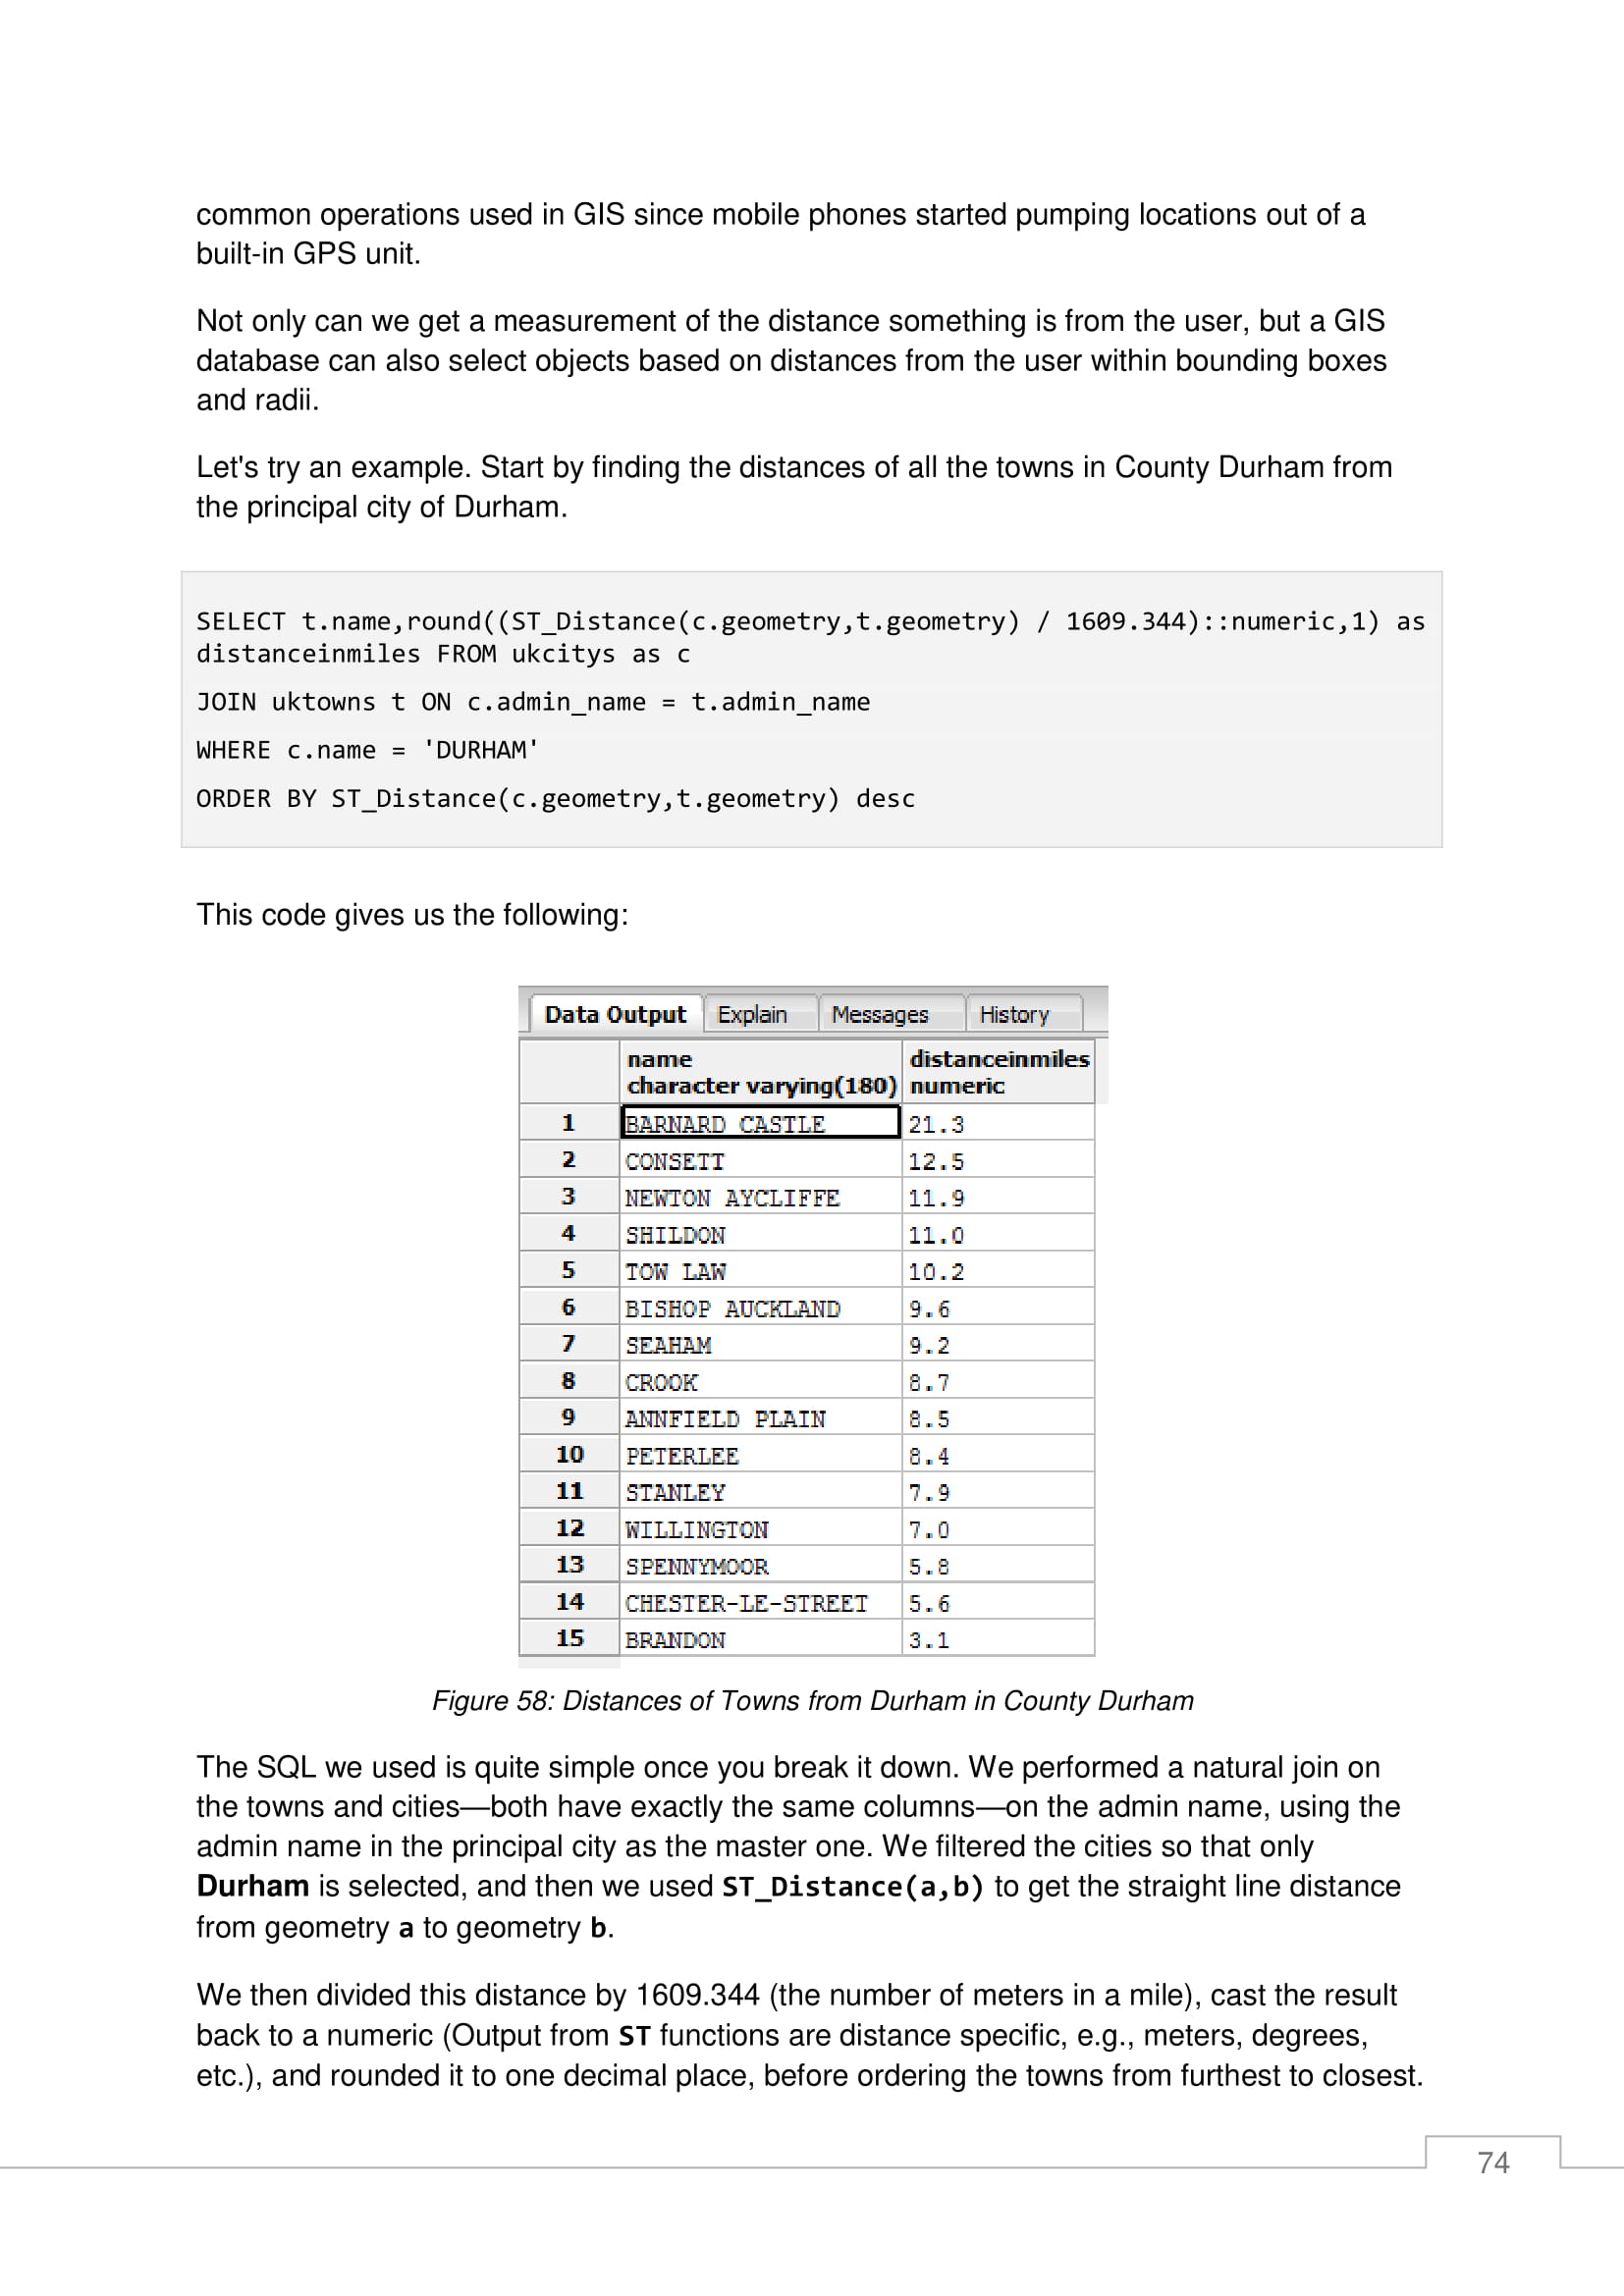 common operations used in GIS since mobile phones started pumping locations out of a
built-in GPS unit.
Not only can we get a measurement of the distance something is from the user, but a GIS
database can also select objects based on distances from the user within bounding boxes
and radii.
Let's try an example. Start by finding the distances of all the towns in County Durham from
the principal city of Durham.
SELECT t.name,round((ST_Distance(c.geometry,t.geometry) / 1609.344)::numeric,1) as
distanceinmiles FROM ukcitys as c
JOIN uktowns t ON c.admin_name = t.admin_name
WHERE c.name = 'DURHAM'
ORDER BY ST_Distance(c.geometry,t.geometry) desc
This code gives us the following:
Data Output Explain Messages History
name distanceinmiles
character varying(180) numeric
1 BARNARD CASTLE 21.3
2 CONSETT 12.5
3 NEWTON AYCLIFFE 11.9
4 SHILDON 11.0
5 TOW LAW 10.2
6 BISHOP AUCKLAND 9.6
7 SEAHAM 9.2
8 CROOK 8.7
9 ANNFIELD PLAIN 8.5
10 PETERLEE 8.4
11 STANLEY 7.9
12 WILLINGTON 7.0
13 SPENNYMOOR 5.8
14 CHESTER-LE-STREET 5.6
15 BRANDON 3.1
Figure 58: Distances of Towns from Durham in County Durham
The SQL we used is quite simple once you break it down. We performed a natural join on
the towns and cities—both have exactly the same columns—on the admin name, using the
admin name in the principal city as the master one. We filtered the cities so that only
Durham is selected, and then we used ST_Distance(a,b) to get the straight line distance
from geometry a to geometry b.
We then divided this distance by 1609.344 (the number of meters in a mile), cast the result
back to a numeric (Output from ST functions are distance specific, e.g., meters, degrees,
etc.), and rounded it to one decimal place, before ordering the towns from furthest to closest.
74